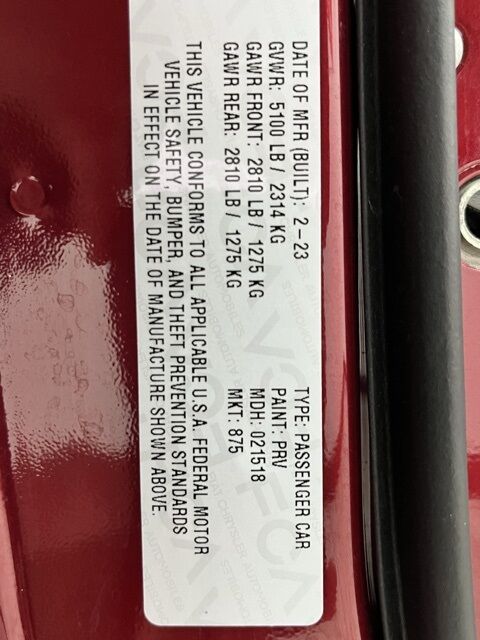 DATE OF MFR (BUILT): 2-23 TYPE: PASSENGER CAR
GVWR: 5100 LB / 2314 KG PAINT: PRV
GAWR FRONT: 2810 LB / 1275 KG MDH: 021518
GAWR REAR: 2810 LB / 1275 KG MKT: 875
THIS VEHICLE CONFORMS TO ALL APPLICABLE U.S.A. FEDERAL MOTOR
VEHICLE SAFETY, BUMPER, AND THEFT PREVENTION STANDARDS
IN EFFECT ON THE DATE OF MANUFACTURE SHOWN ABOVE.